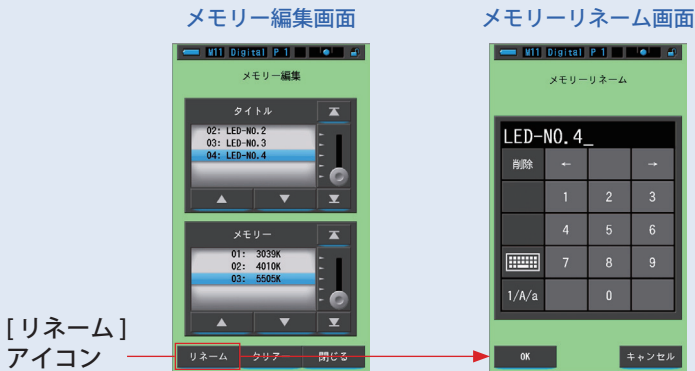 メモリー編集画面
M11 Digital P 1
メモリー編集
タイトル
02: LED-NO.2
03: LED-NO.3
04: LED-NO.4
メモリー
01: 3039K
02: 4010K
03: 5505K
リネーム クリアー 閉じる
[ リネーム ]
アイコン
メモリーリネーム画面
M11 Digital P 1
メモリーリネーム
LED-NO.4_
削除 ← →
1 2 3
4 5 6
7 8 9
1/A/a 0
OK キャンセル